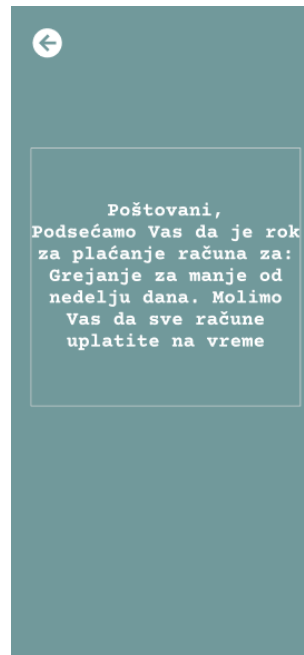 Poštovani,
Podsećamo Vas da je rok
za plaćanje računa za:
Grejanje za manje od
nedelju dana. Molimo
Vas da sve račune
uplatite na vreme